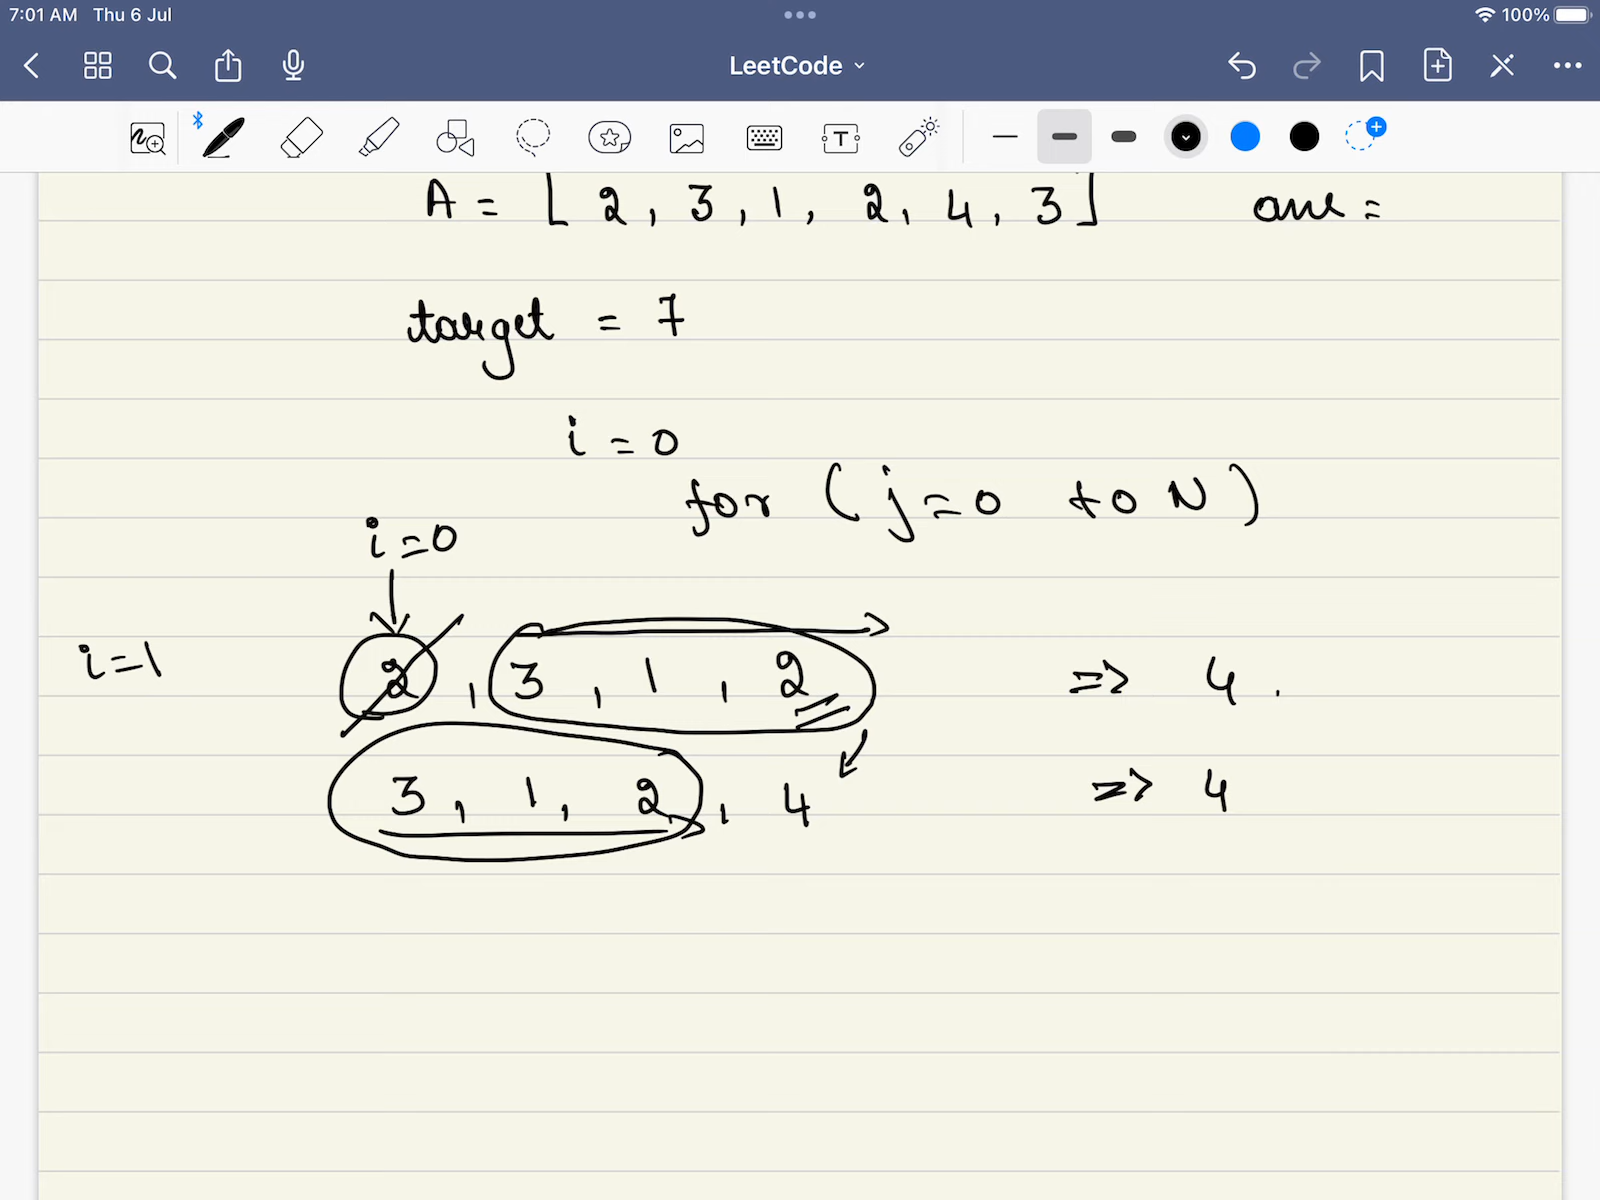 7:01 AM Thu 6 Jul 100%
LeetCode
A = [ 2, 3, 1, 2, 4, 3 ] ans =
target = 7
i = 0
for ( j = 0 to N )
i = 0
i = 1 2, 3, 1, 2 => 4.
3, 1, 2, 4 => 4